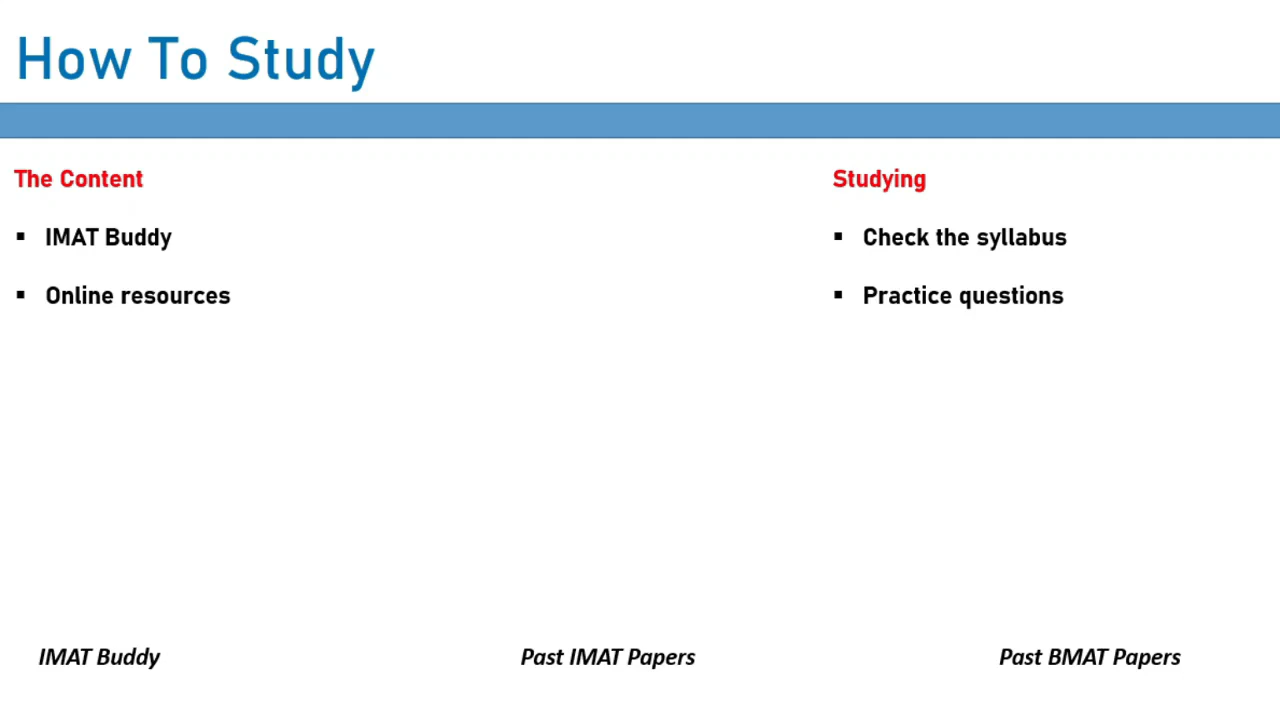 How To Study
The Content
▪ IMAT Buddy
▪ Online resources
Studying
▪ Check the syllabus
▪ Practice questions
IMAT Buddy
Past IMAT Papers
Past BMAT Papers